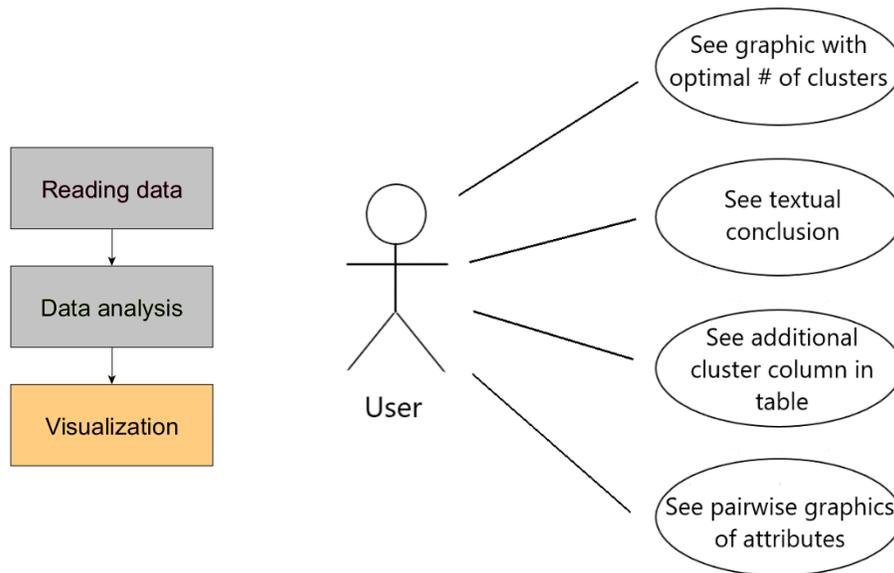 Reading data
Data analysis
Visualization
User
See graphic with
optimal # of clusters
See textual
conclusion
See additional
cluster column in
table
See pairwise graphics
of attributes